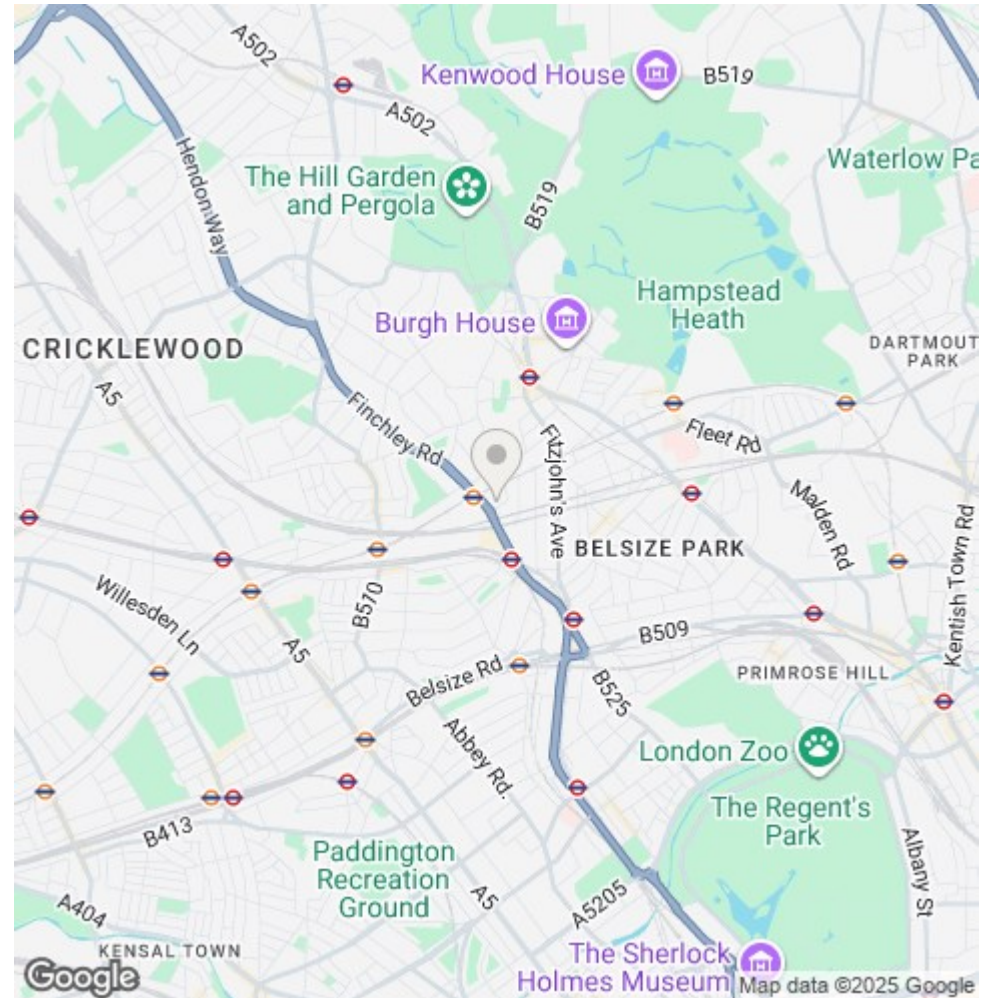 A502
Kenwood House
B519
A502
Waterlow Pa
The Hill Garden
and Pergola
B519
Hendon Way
Hampstead
Heath
Burgh House
CRICKLEWOOD
DARTMOUT
PARK
A5
Finchley Rd
Fitzjohn's Ave
Fleet Rd
Malden Rd
BELSIZE PARK
Kentish Town Rd
Willesden Ln
B510
A5
B509
Belsize Rd
PRIMROSE HILL
B525
Abbey Rd.
London Zoo
The Regent's
Park
B413
Paddington
Recreation
Ground
Albany St
A5
A5205
A404
KENSAL TOWN
The Sherlock
Holmes Museum
Google
Map data ©2025 Google